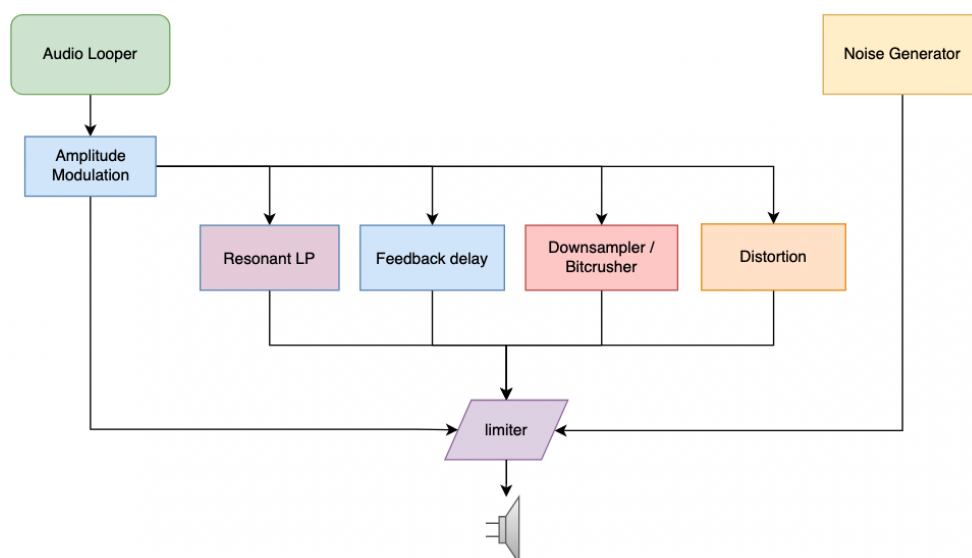 Audio Looper
Noise Generator
Amplitude
Modulation
Resonant LP
Feedback delay
Downsampler /
Bitcrusher
Distortion
limiter